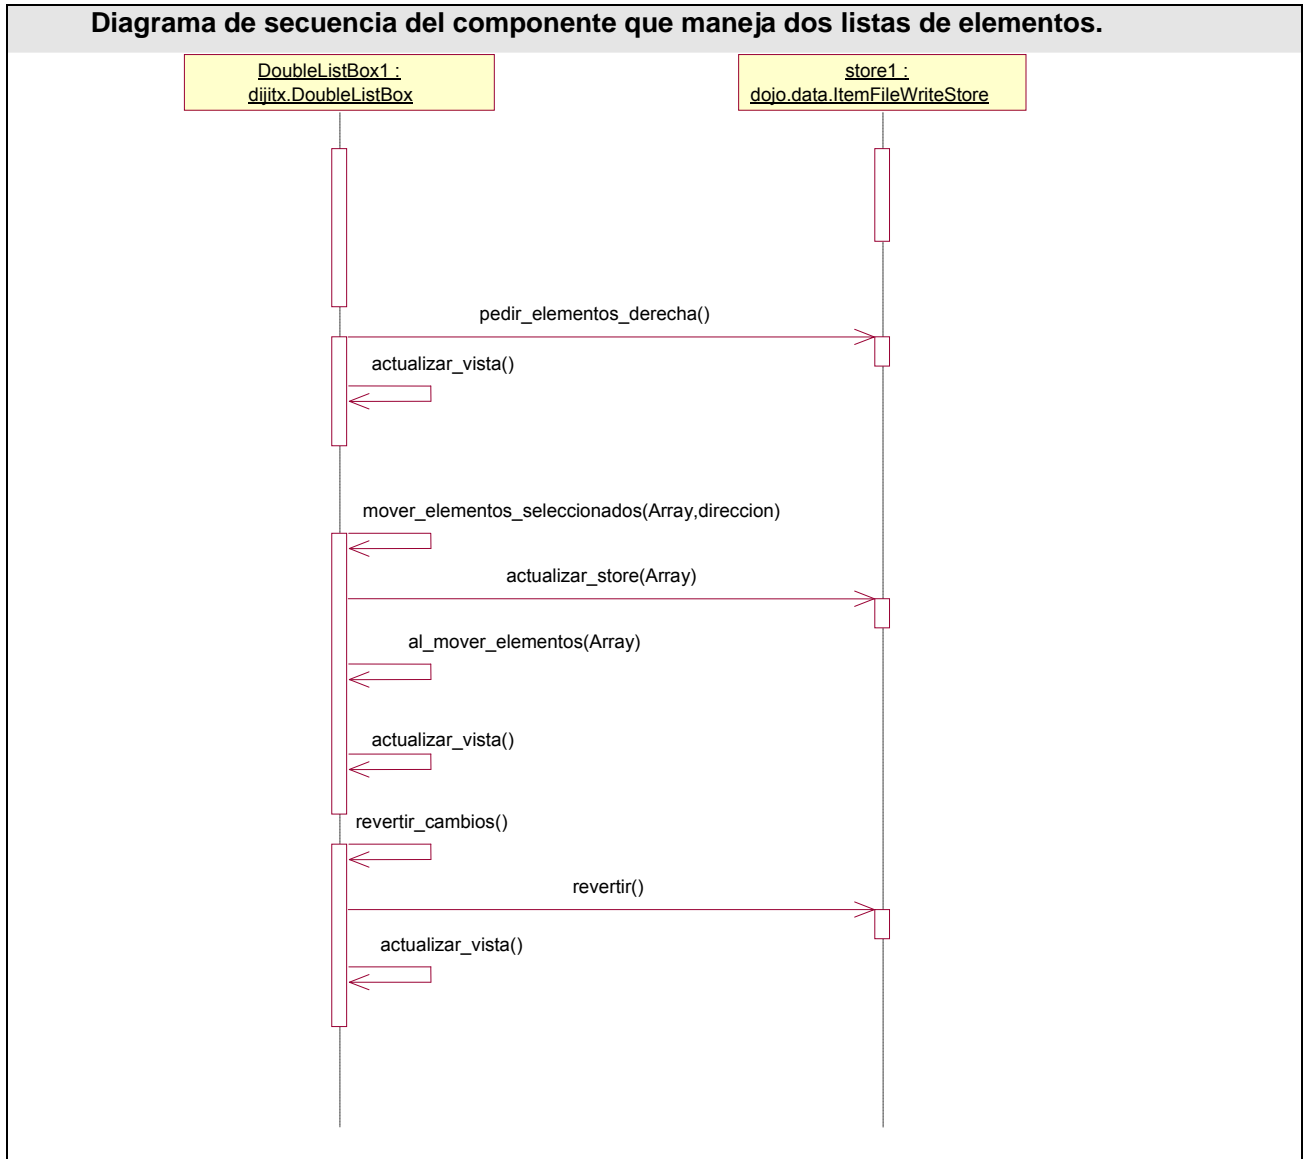 Diagrama de secuencia del componente que maneja dos listas de elementos.
DoubleListBox1 :
dijitx.DoubleListBox
store1 :
dojo.data.ItemFileWriteStore
pedir_elementos_derecha()
actualizar_vista()
mover_elementos_seleccionados(Array,direccion)
actualizar_store(Array)
al_mover_elementos(Array)
actualizar_vista()
revertir_cambios()
revertir()
actualizar_vista()